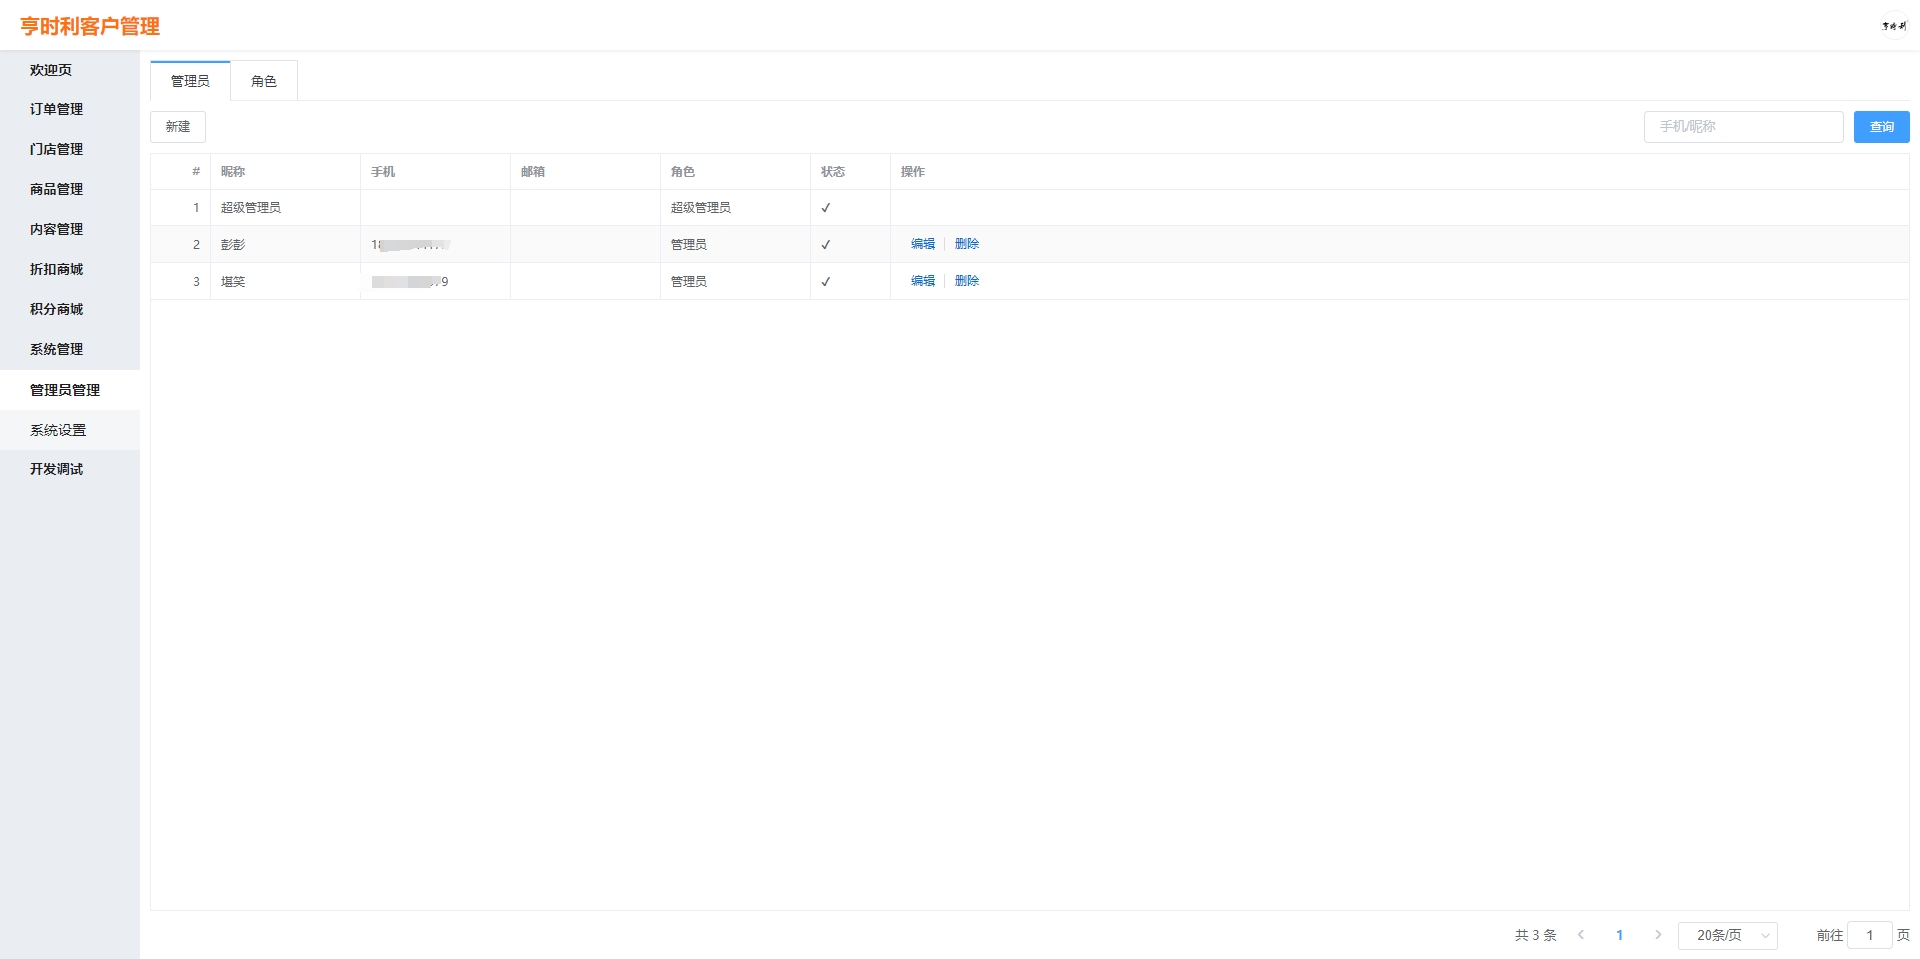 亨时利客户管理
亨时利
欢迎页
订单管理
门店管理
商品管理
内容管理
折扣商城
积分商城
系统管理
管理员管理
系统设置
开发调试
管理员 角色
新建 手机/昵称 查询
# 昵称 手机 邮箱 角色 状态 操作
1 超级管理员 超级管理员 ✓
2 彭彭 管理员 ✓ 编辑 删除
3 堪笑 管理员 ✓ 编辑 删除
共 3 条 < 1 > 20条/页 前往 1 页